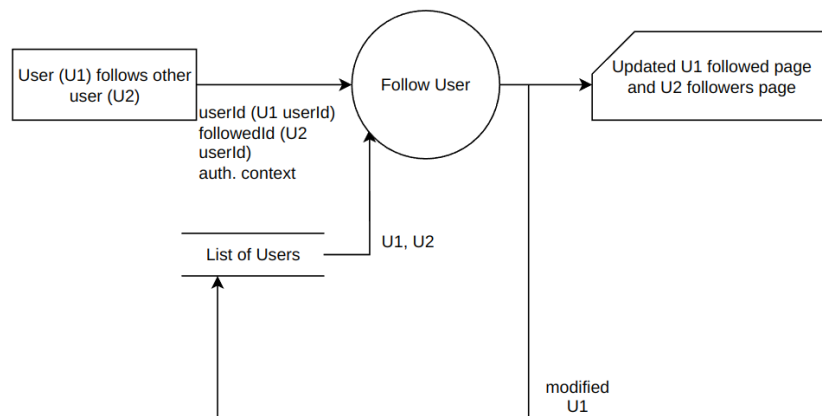 User (U1) follows other
user (U2)
Follow User
Updated U1 followed page
and U2 followers page
userId (U1 userId)
followedId (U2
userId)
auth. context
List of Users
U1, U2
modified
U1